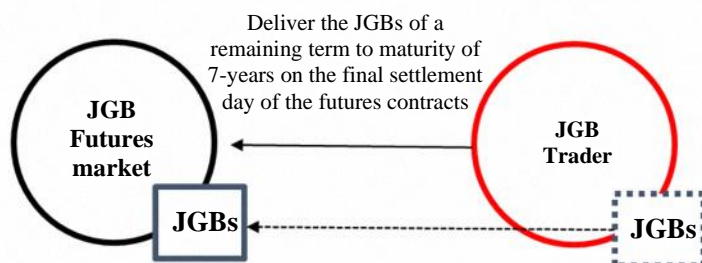 Deliver the JGBs of a
remaining term to maturity of
7-years on the final settlement
day of the futures contracts
JGB
Futures
market
JGB
Trader
JGBs
JGBs